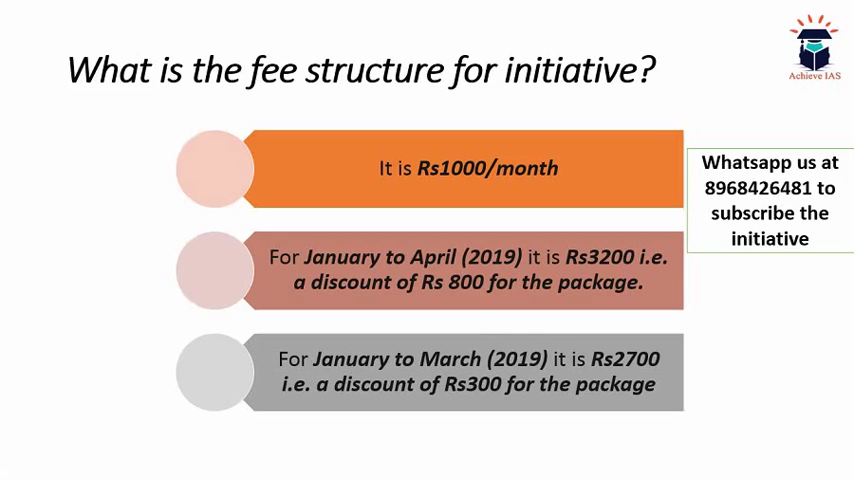 What is the fee structure for initiative?
Achieve IAS
It is Rs1000/month
Whatsapp us at
8968426481 to
subscribe the
initiative
For January to April (2019) it is Rs3200 i.e.
a discount of Rs 800 for the package.
For January to March (2019) it is Rs2700
i.e. a discount of Rs300 for the package